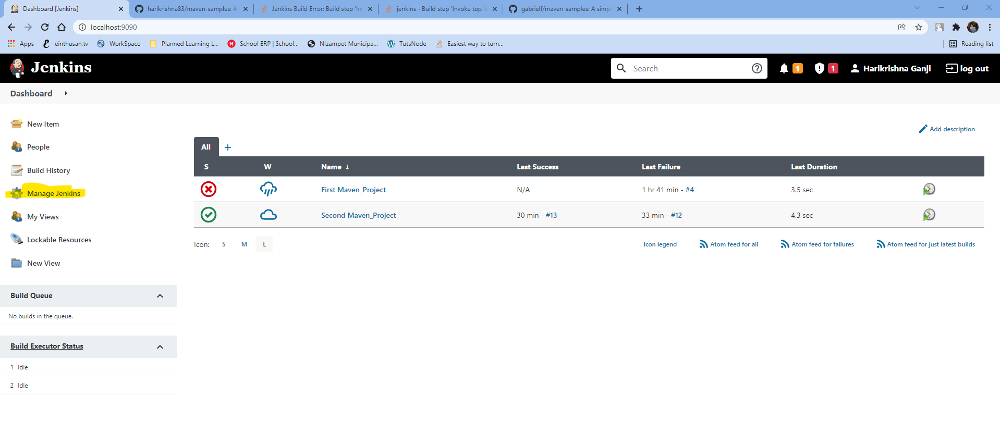 Dashboard [Jenkins]
harikrishna83/maven-samples: A
Jenkins Build Error: Build step 'In
jenkins - Build step 'Invoke top-le
gabrielf/maven-samples: A simpl
localhost:9090
Apps
einthusan.tv
WorkSpace
Planned Learning L...
School ERP | School...
Nizampet Municipa...
TutsNode
Easiest way to turn...
Reading list
Jenkins
Search
1
1
Harikrishna Ganji
log out
Dashboard
New Item
People
Build History
Manage Jenkins
My Views
Lockable Resources
New View
Build Queue
No builds in the queue.
Build Executor Status
1 Idle
2 Idle
Add description
All +
S W Name ↓ Last Success Last Failure Last Duration
First Maven_Project N/A 1 hr 41 min - #4 3.5 sec
Second Maven_Project 30 min - #13 33 min - #12 4.3 sec
Icon: S M L
Icon legend Atom feed for all Atom feed for failures Atom feed for just latest builds